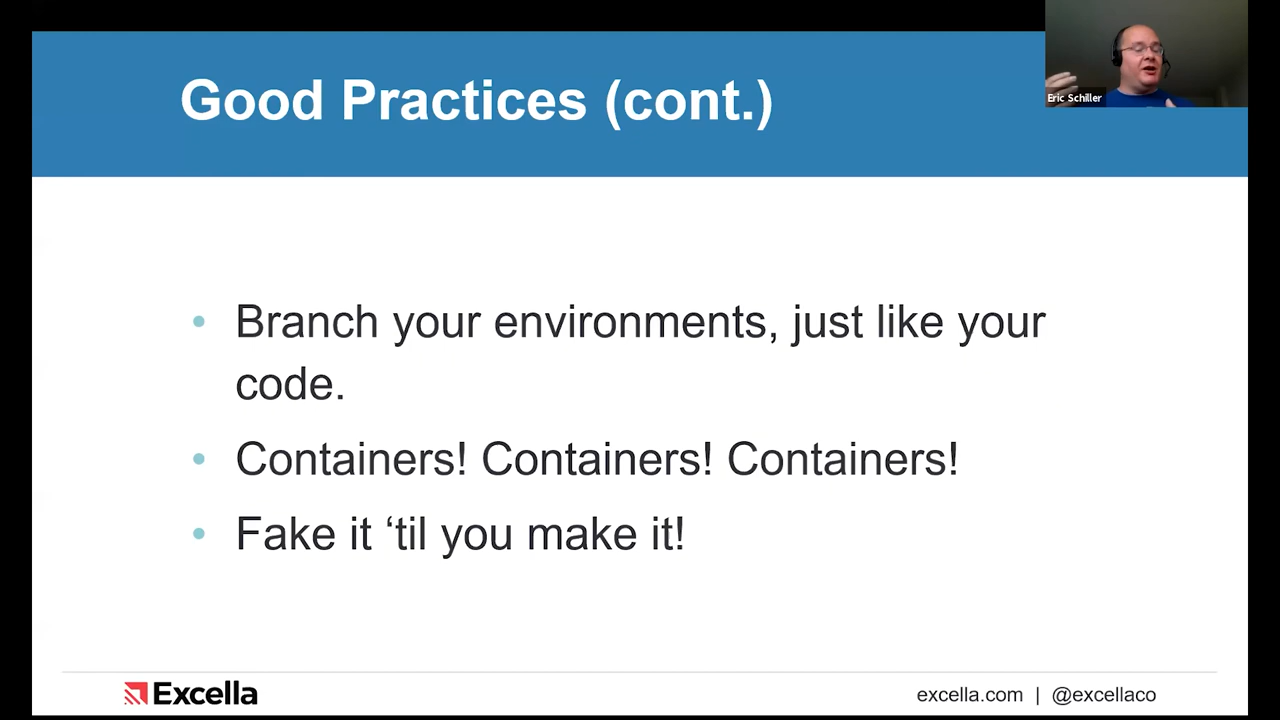 Good Practices (cont.)
Eric Schiller
• Branch your environments, just like your
code.
• Containers! Containers! Containers!
• Fake it ‘til you make it!
Excella
excella.com | @excellaco